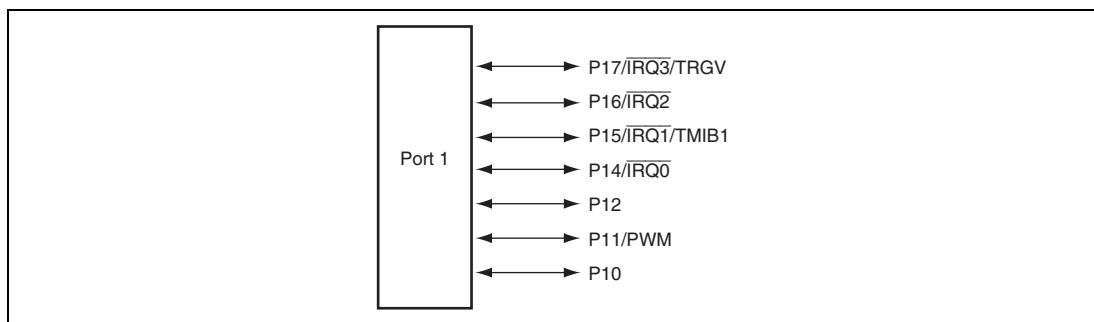 Port 1
P17/IRQ3/TRGV
P16/IRQ2
P15/IRQ1/TMIB1
P14/IRQ0
P12
P11/PWM
P10